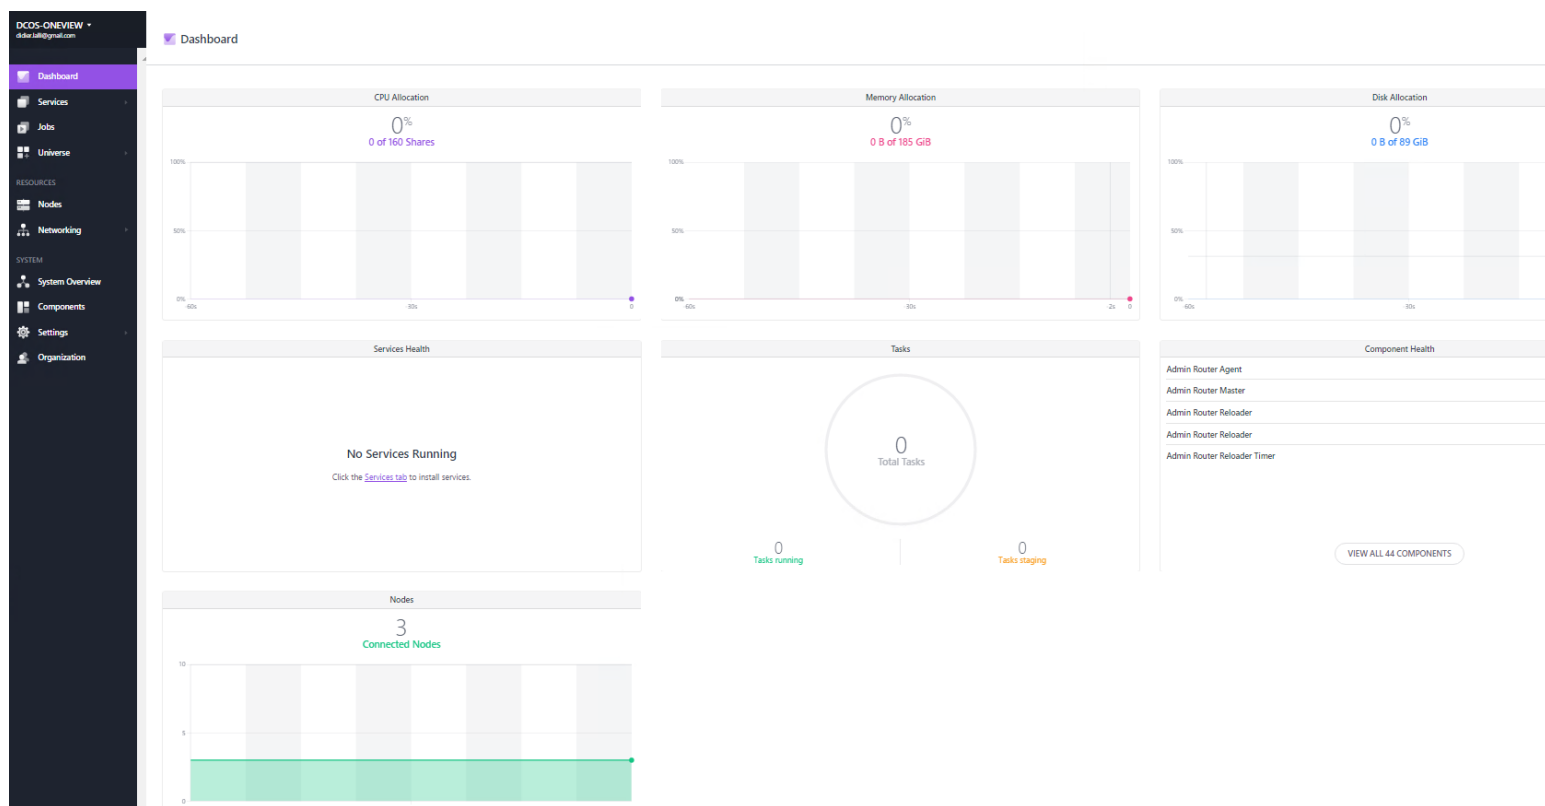 DCOS-ONEVIEW
didier.lalli@gmail.com
Dashboard
Services
Jobs
Universe
RESOURCES
Nodes
Networking
SYSTEM
System Overview
Components
Settings
Organization
Dashboard
CPU Allocation
0%
0 of 160 Shares
100%
50%
0%
-60s
-30s
0
Memory Allocation
0%
0 B of 185 GiB
100%
50%
0%
-60s
-30s
2s
0
Disk Allocation
0%
0 B of 89 GiB
100%
50%
0%
-60s
-30s
Services Health
No Services Running
Click the Services tab to install services.
Tasks
0
Total Tasks
0
Tasks running
0
Tasks staging
Component Health
Admin Router Agent
Admin Router Master
Admin Router Reloader
Admin Router Reloader
Admin Router Reloader Timer
VIEW ALL 44 COMPONENTS
Nodes
3
Connected Nodes
10
5
0